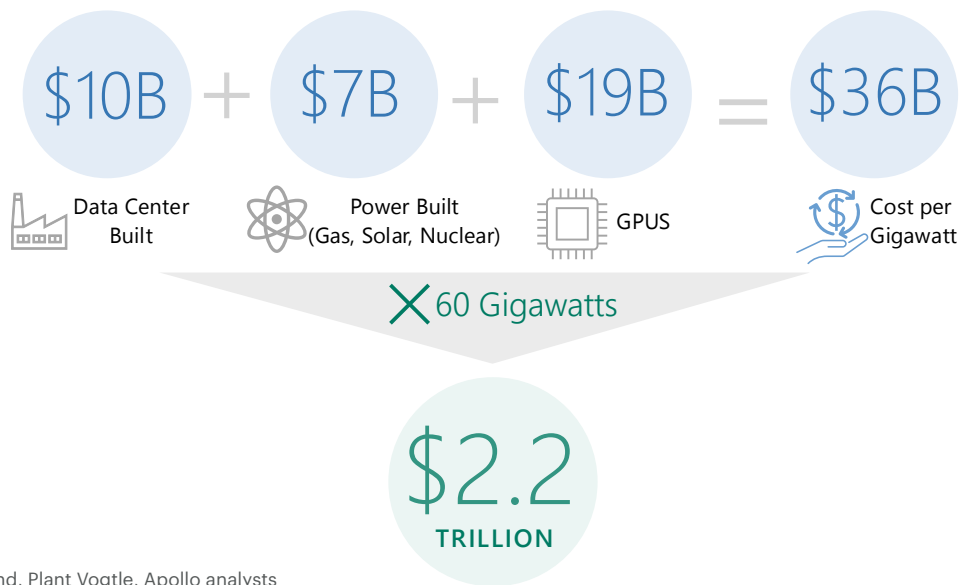 $10B + $7B + $19B = $36B
Data Center
Built
Power Built
(Gas, Solar, Nuclear)
GPUS
$
Cost per
Gigawatt
× 60 Gigawatts
$2.2
TRILLION
Plant Vogtle, Apollo analysts